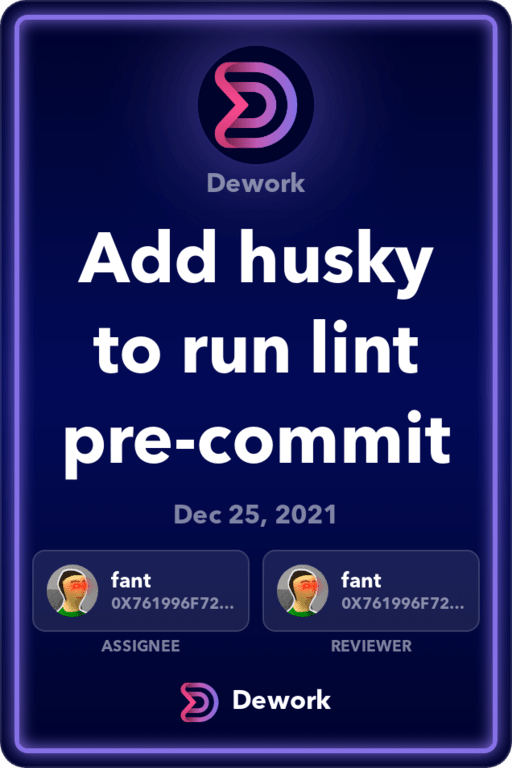 Dework
Add husky
to run lint
pre-commit
Dec 25, 2021
fant
0X761996F72...
ASSIGNEE
fant
0X761996F72...
REVIEWER
Dework